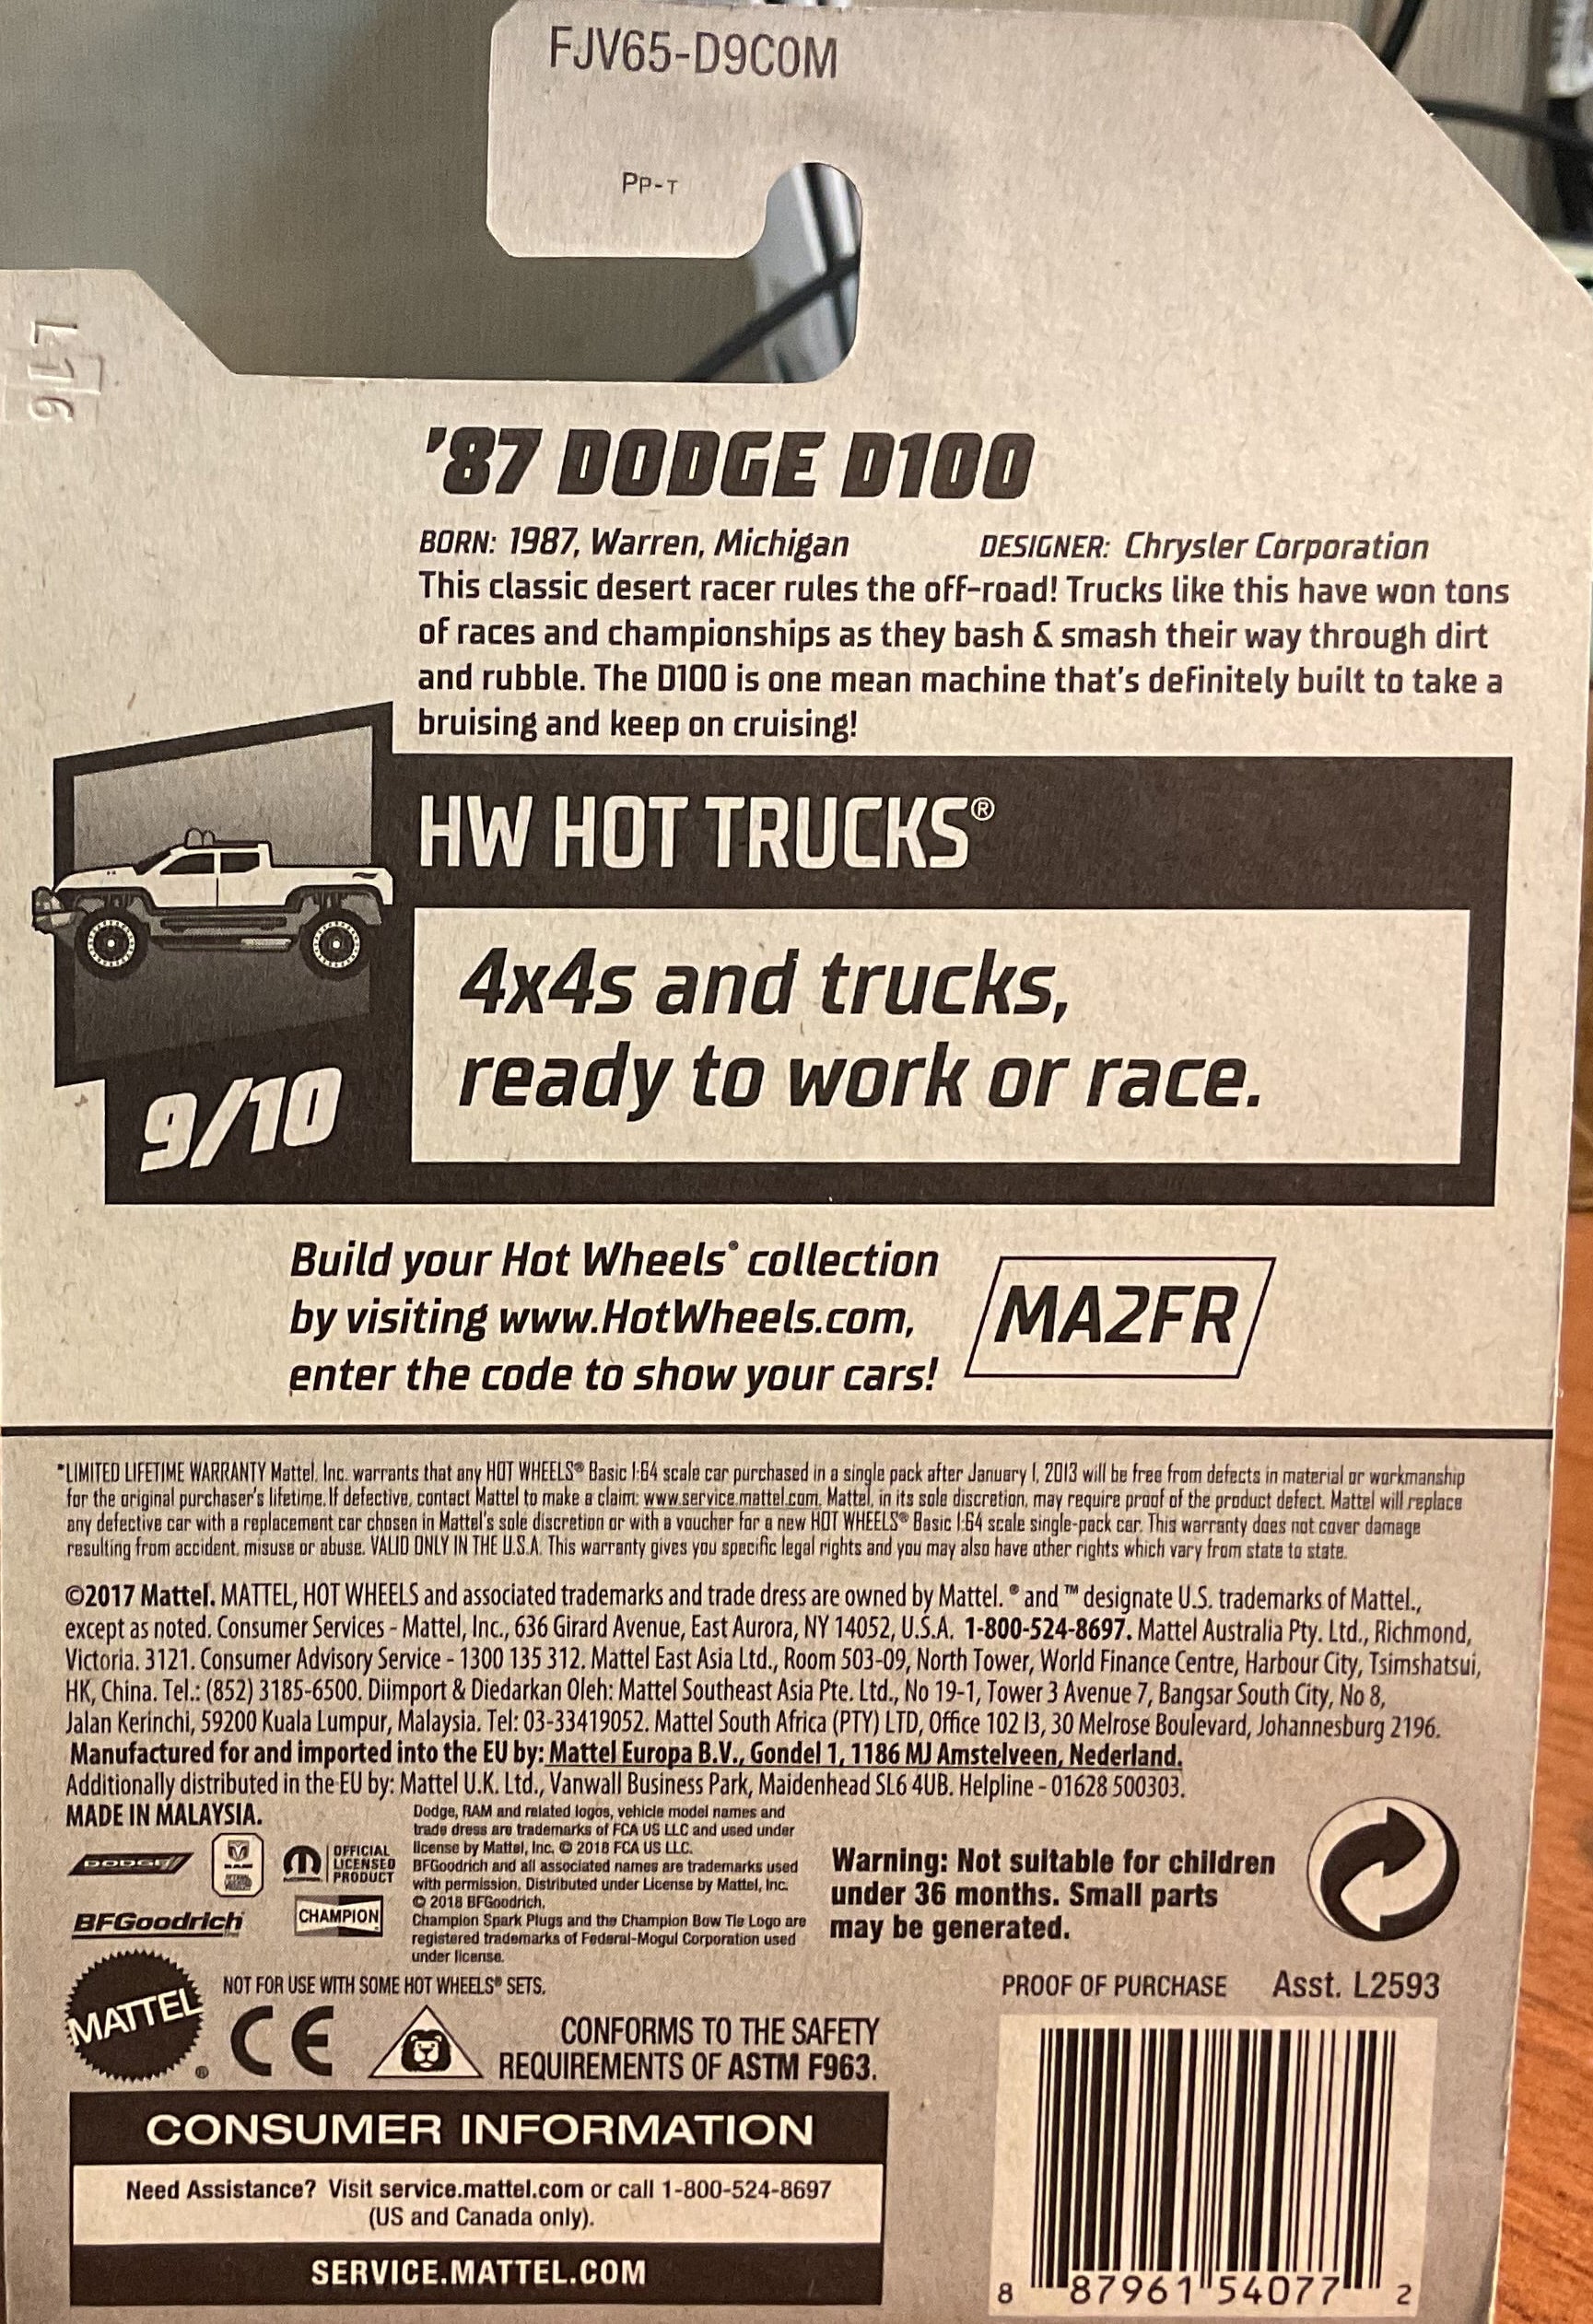 FJV65-D9C0M
PP-T
L17
9
'87 DODGE D100
BORN: 1987, Warren, Michigan DESIGNER: Chrysler Corporation
This classic desert racer rules the off-road! Trucks like this have won tons
of races and championships as they bash & smash their way through dirt
and rubble. The D100 is one mean machine that's definitely built to take a
bruising and keep on cruising!
HW HOT TRUCKS®
4x4s and trucks,
ready to work or race.
9/10
Build your Hot Wheels® collection
by visiting www.HotWheels.com,
enter the code to show your cars!
MA2FR
*LIMITED LIFETIME WARRANTY Mattel, Inc. warrants that any HOT WHEELS® Basic 1:64 scale car purchased in a single pack after January 1, 2013 will be free from defects in material or workmanship
for the original purchaser's lifetime. If defective, contact Mattel to make a claim: www.service.mattel.com. Mattel, in its sole discretion, may require proof of the product defect. Mattel will replace
any defective car with a replacement car chosen in Mattel's sole discretion or with a voucher for a new HOT WHEELS® Basic 1:64 scale single-pack car. This warranty does not cover damage
resulting from accident, misuse or abuse. VALID ONLY IN THE U.S.A. This warranty gives you specific legal rights and you may also have other rights which vary from state to state.
©2017 Mattel. MATTEL, HOT WHEELS and associated trademarks and trade dress are owned by Mattel. ® and ™ designate U.S. trademarks of Mattel.,
except as noted. Consumer Services - Mattel, Inc., 636 Girard Avenue, East Aurora, NY 14052, U.S.A. 1-800-524-8697. Mattel Australia Pty. Ltd., Richmond,
Victoria. 3121. Consumer Advisory Service - 1300 135 312. Mattel East Asia Ltd., Room 503-09, North Tower, World Finance Centre, Harbour City, Tsimshatsui,
HK, China. Tel.: (852) 3185-6500. Diimport & Diedarkan Oleh: Mattel Southeast Asia Pte. Ltd., No 19-1, Tower 3 Avenue 7, Bangsar South City, No 8,
Jalan Kerinchi, 59200 Kuala Lumpur, Malaysia. Tel: 03-33419052. Mattel South Africa (PTY) LTD, Office 102 I3, 30 Melrose Boulevard, Johannesburg 2196.
Manufactured for and imported into the EU by: Mattel Europa B.V., Gondel 1, 1186 MJ Amstelveen, Nederland.
Additionally distributed in the EU by: Mattel U.K. Ltd., Vanwall Business Park, Maidenhead SL6 4UB. Helpline - 01628 500303.
MADE IN MALAYSIA.
DODGE
RAM
OFFICIAL
LICENSED
PRODUCT
BFGoodrich
CHAMPION
Dodge, RAM and related logos, vehicle model names and
trade dress are trademarks of FCA US LLC and used under
license by Mattel, Inc. © 2018 FCA US LLC.
BFGoodrich and all associated names are trademarks used
with permission. Distributed under License by Mattel, Inc.
© 2018 BFGoodrich.
Champion Spark Plugs and the Champion Bow Tie Logo are
registered trademarks of Federal-Mogul Corporation used
under license.
Warning: Not suitable for children
under 36 months. Small parts
may be generated.
MATTEL®
NOT FOR USE WITH SOME HOT WHEELS® SETS.
CE
CONFORMS TO THE SAFETY
REQUIREMENTS OF ASTM F963.
PROOF OF PURCHASE Asst. L2593
CONSUMER INFORMATION
Need Assistance? Visit service.mattel.com or call 1-800-524-8697
(US and Canada only).
SERVICE.MATTEL.COM
8 87961 54077 2